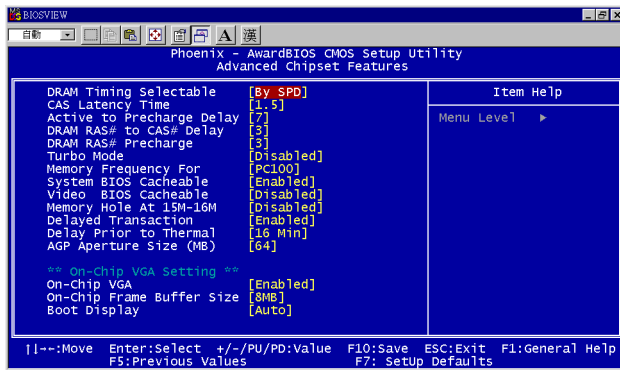 MS BIOSVIEW
自動 A 漢
Phoenix - AwardBIOS CMOS Setup Utility
Advanced Chipset Features
DRAM Timing Selectable [By SPD]
CAS Latency Time [1.5]
Active to Precharge Delay [7]
DRAM RAS# to CAS# Delay [3]
DRAM RAS# Precharge [3]
Turbo Mode [Disabled]
Memory Frequency For [PC100]
System BIOS Cacheable [Enabled]
Video BIOS Cacheable [Disabled]
Memory Hole At 15M-16M [Disabled]
Delayed Transaction [Enabled]
Delay Prior to Thermal [16 Min]
AGP Aperture Size (MB) [64]
** On-Chip VGA Setting **
On-Chip VGA [Enabled]
On-Chip Frame Buffer Size [8MB]
Boot Display [Auto]
Item Help
Menu Level ▶
↑↓→←:Move Enter:Select +/-/PU/PD:Value F10:Save ESC:Exit F1:General Help
F5:Previous Values F7: SetUp Defaults